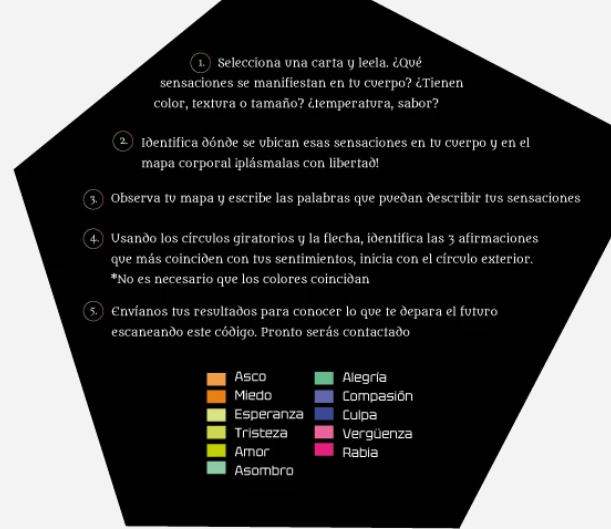 1. Selecciona una carta y leela. ¿Qué
sensaciones se manifiestan en tu cuerpo? ¿Tienen
color, textura o tamaño? ¿temperatura, sabor?
2. Identifica dónde se ubican esas sensaciones en tu cuerpo y en el
mapa corporal ¡plásmalas con libertad!
3. Observa tu mapa y escribe las palabras que puedan describir tus sensaciones
4. Usando los círculos giratorios y la flecha, identifica las 3 afirmaciones
que más coinciden con tus sentimientos, inicia con el círculo exterior.
*No es necesario que los colores coincidan
5. Envíanos tus resultados para conocer lo que te depara el futuro
escaneando este código. Pronto serás contactado
Asco
Miedo
Esperanza
Tristeza
Amor
Asombro
Alegría
Compasión
Culpa
Vergüenza
Rabia